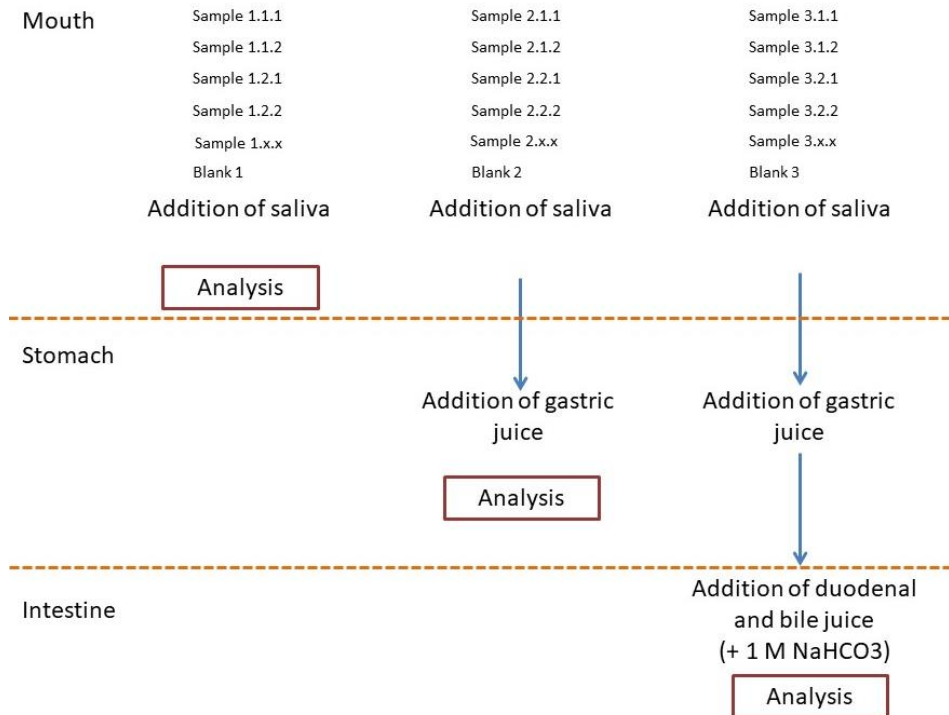 Mouth
Sample 1.1.1
Sample 1.1.2
Sample 1.2.1
Sample 1.2.2
Sample 1.x.x
Blank 1
Addition of saliva
Analysis
Sample 2.1.1
Sample 2.1.2
Sample 2.2.1
Sample 2.2.2
Sample 2.x.x
Blank 2
Addition of saliva
Sample 3.1.1
Sample 3.1.2
Sample 3.2.1
Sample 3.2.2
Sample 3.x.x
Blank 3
Addition of saliva
Stomach
Addition of gastric
juice
Analysis
Addition of gastric
juice
Intestine
Addition of duodenal
and bile juice
(+ 1 M NaHCO3)
Analysis